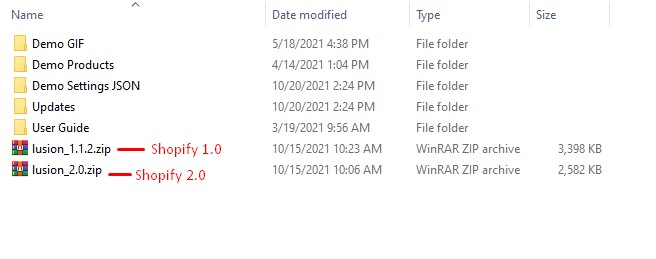 Name Date modified Type Size
Demo GIF 5/18/2021 4:38 PM File folder
Demo Products 4/14/2021 1:04 PM File folder
Demo Settings JSON 10/20/2021 2:24 PM File folder
Updates 10/20/2021 2:24 PM File folder
User Guide 3/19/2021 9:56 AM File folder
lusion_1.1.2.zip Shopify 1.0 10/15/2021 10:23 AM WinRAR ZIP archive 3,398 KB
lusion_2.0.zip Shopify 2.0 10/15/2021 10:06 AM WinRAR ZIP archive 2,582 KB